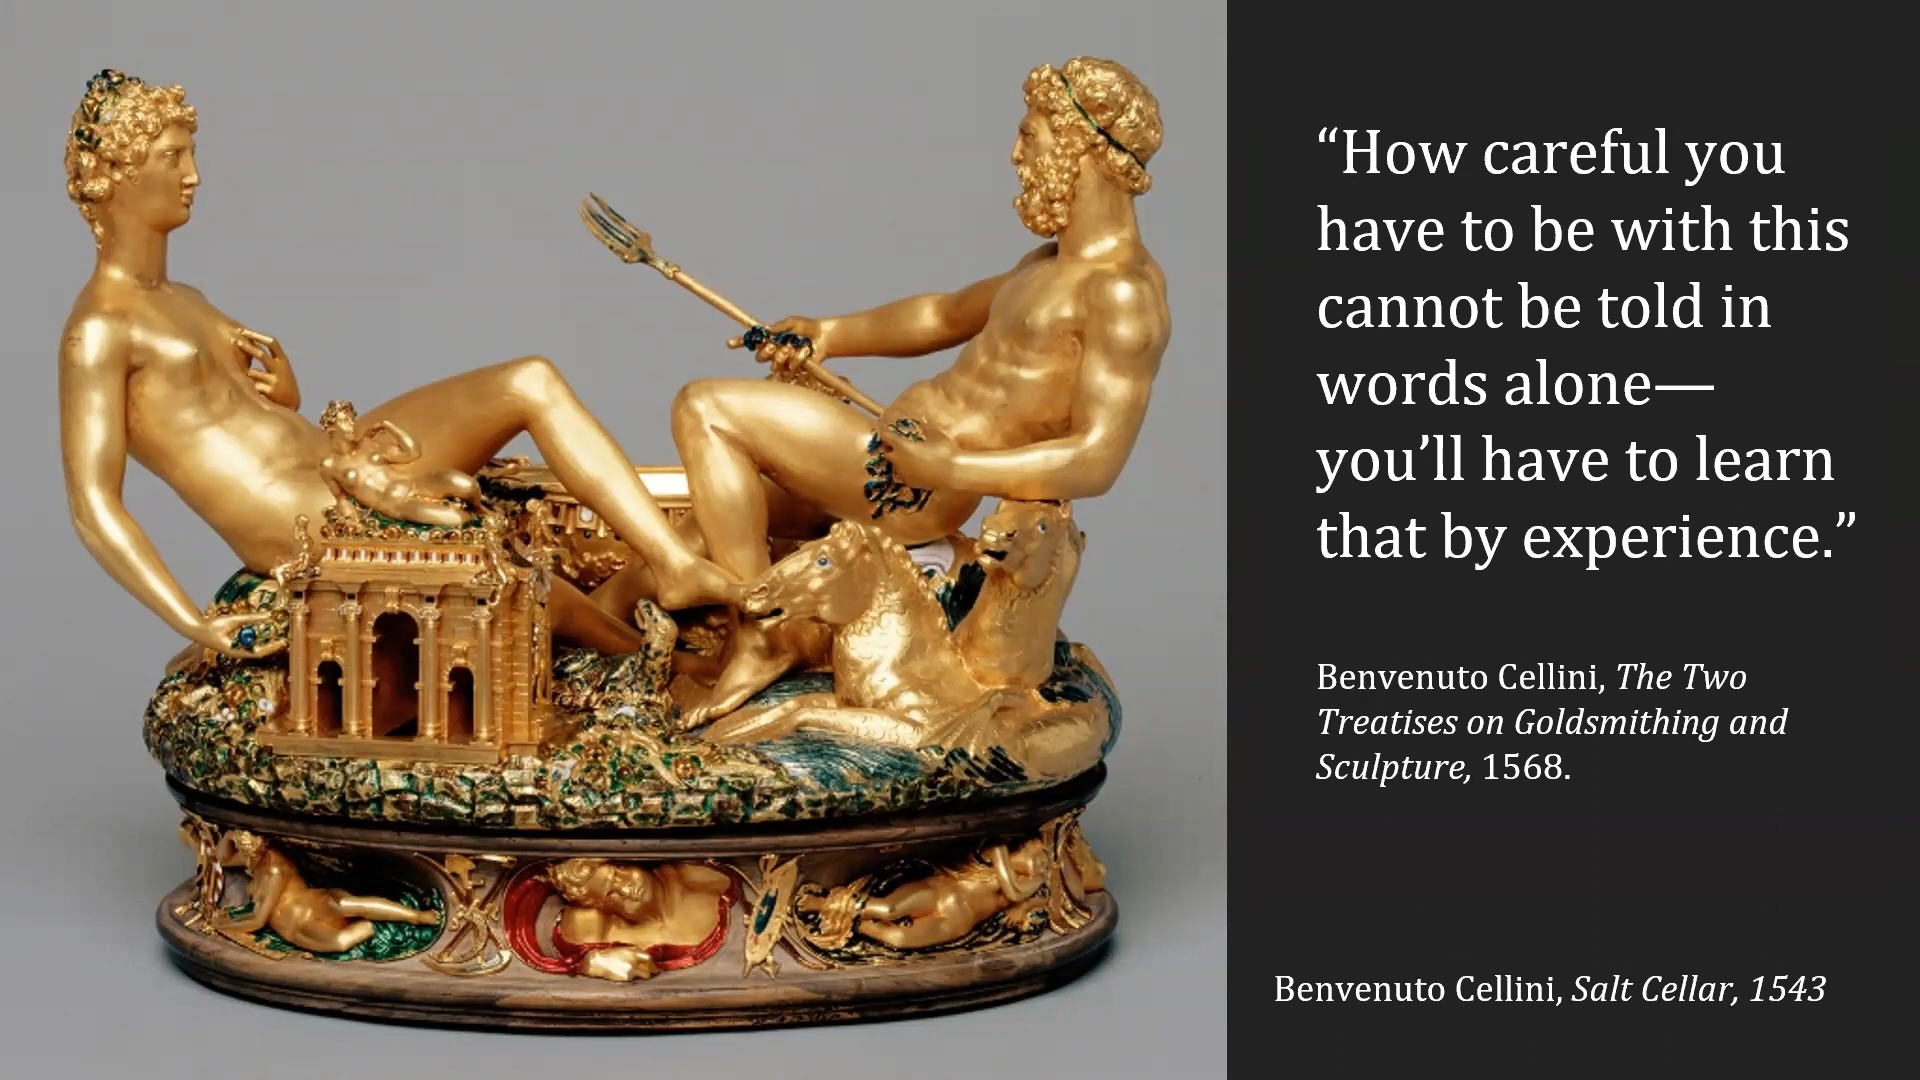 “How careful you
have to be with this
cannot be told in
words alone—
you’ll have to learn
that by experience.”
Benvenuto Cellini, The Two
Treatises on Goldsmithing and
Sculpture, 1568.
Benvenuto Cellini, Salt Cellar, 1543